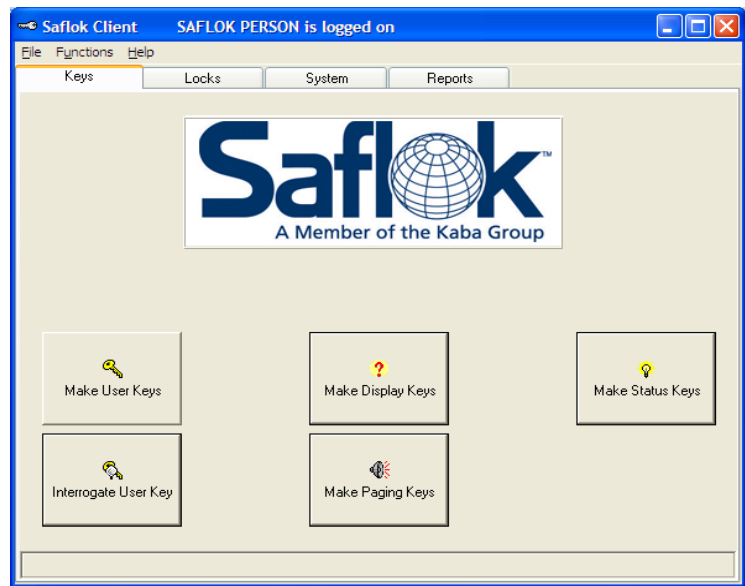 Saflok Client SAFLOK PERSON is logged on
File Functions Help
Keys Locks System Reports
Saflok™
A Member of the Kaba Group
Make User Keys Make Display Keys Make Status Keys
Interrogate User Key Make Paging Keys